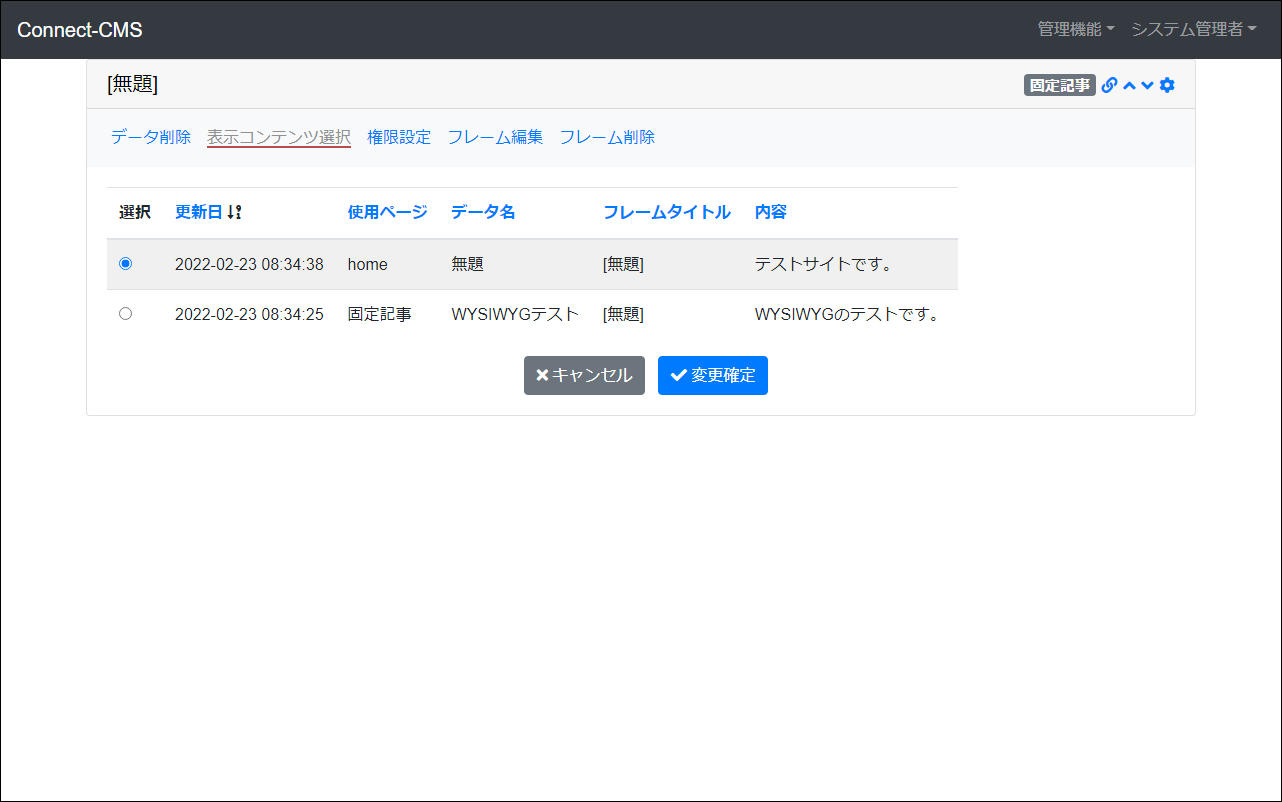 Connect-CMS 管理機能 システム管理者
[無題] 固定記事
データ削除 表示コンテンツ選択 権限設定 フレーム編集 フレーム削除
選択 更新日 使用ページ データ名 フレームタイトル 内容
2022-02-23 08:34:38 home 無題 [無題] テストサイトです。
2022-02-23 08:34:25 固定記事 WYSIWYGテスト [無題] WYSIWYGのテストです。
キャンセル 変更確定